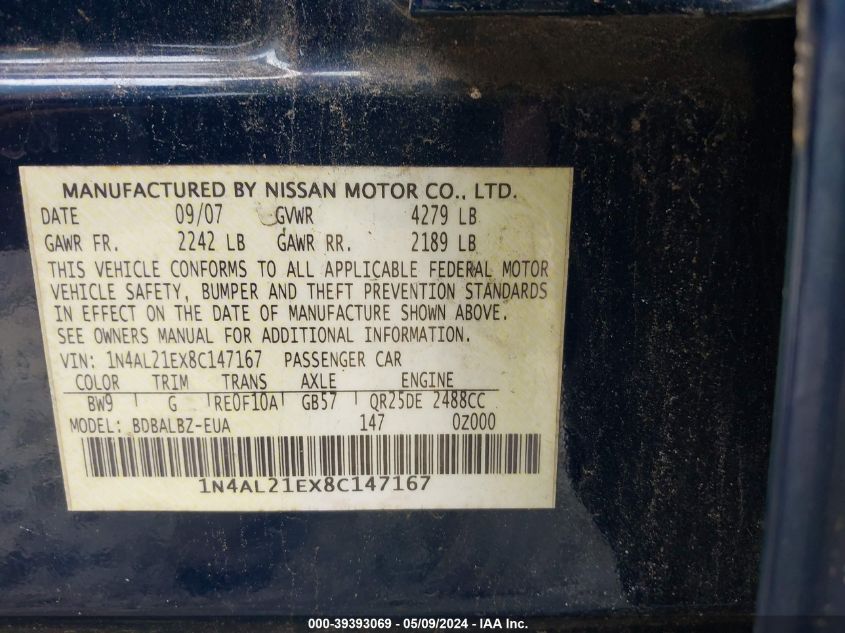 MANUFACTURED BY NISSAN MOTOR CO., LTD.
DATE 09/07 GVWR 4279 LB
GAWR FR. 2242 LB GAWR RR. 2189 LB
THIS VEHICLE CONFORMS TO ALL APPLICABLE FEDERAL MOTOR
VEHICLE SAFETY, BUMPER AND THEFT PREVENTION STANDARDS
IN EFFECT ON THE DATE OF MANUFACTURE SHOWN ABOVE.
SEE OWNERS MANUAL FOR ADDITIONAL INFORMATION.
VIN: 1N4AL21EX8C147167 PASSENGER CAR
COLOR TRIM TRANS AXLE ENGINE
BW9 G RE0F10A GB57 QR25DE 2488CC
MODEL: BDBALBZ-EUA 147 0Z000
1N4AL21EX8C147167
000-39393069 - 05/09/2024 - IAA Inc.